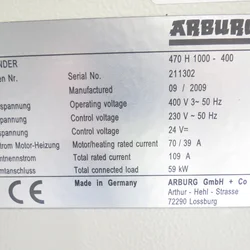 ARBURG
NDER 470 H 1000 - 400
en Nr. Serial No. 211302
Manufactured 09 / 2009
spannung Operating voltage 400 V 3~ 50 Hz
spannung Control voltage 230 V ~ 50 Hz
spannung Control voltage 24 V=
trom Motor-Heizung Motor/heating rated current 70 / 39 A
mtnennstrom Total rated current 109 A
mtanschluss Total connected load 59 kW
CE Made in Germany ARBURG GmbH + Co
Arthur - Hehl - Strasse
72290 Lossburg